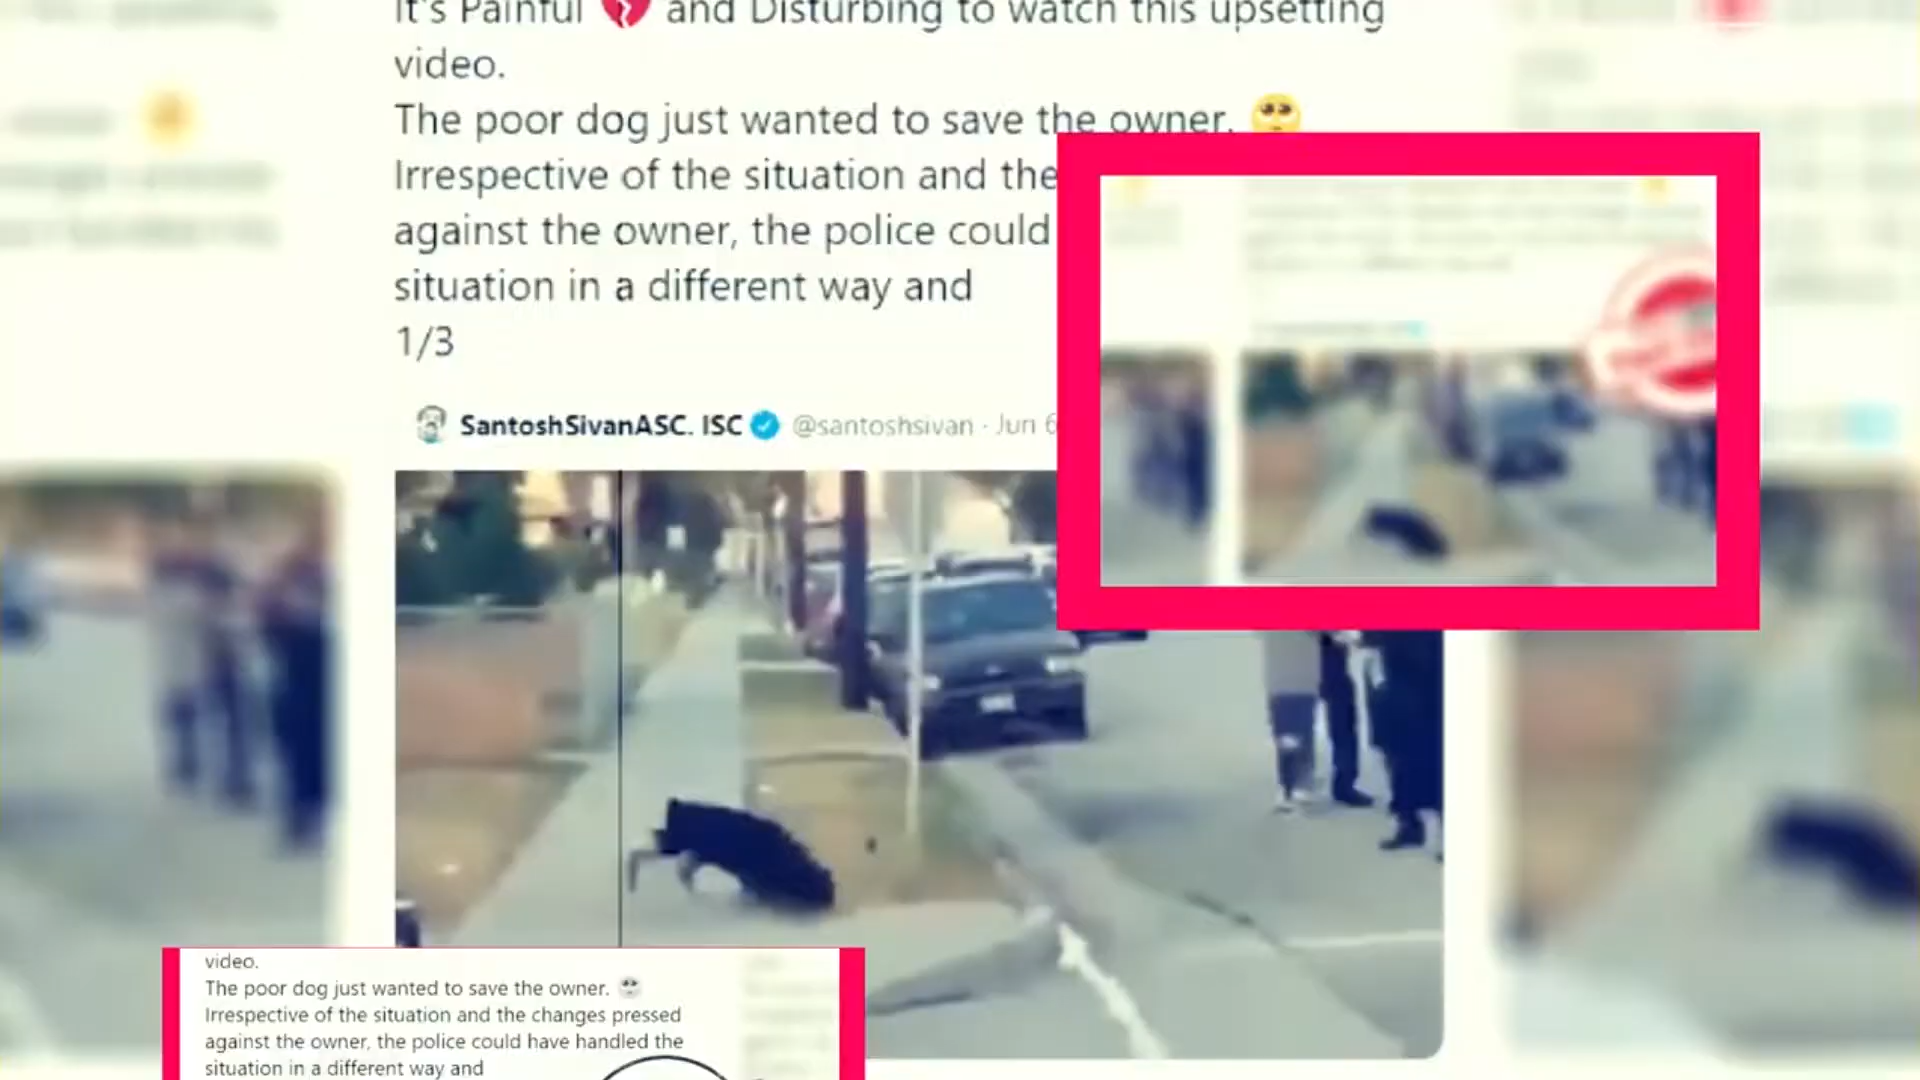 It's Painful 💔 and Disturbing to watch this upsetting
video.
The poor dog just wanted to save the owner. 🥺
Irrespective of the situation and the
against the owner, the police could
situation in a different way and
1/3
SantoshSivanASC. ISC @santoshsivan · Jun 6
video.
The poor dog just wanted to save the owner. 🥺
Irrespective of the situation and the changes pressed
against the owner, the police could have handled the
situation in a different way and